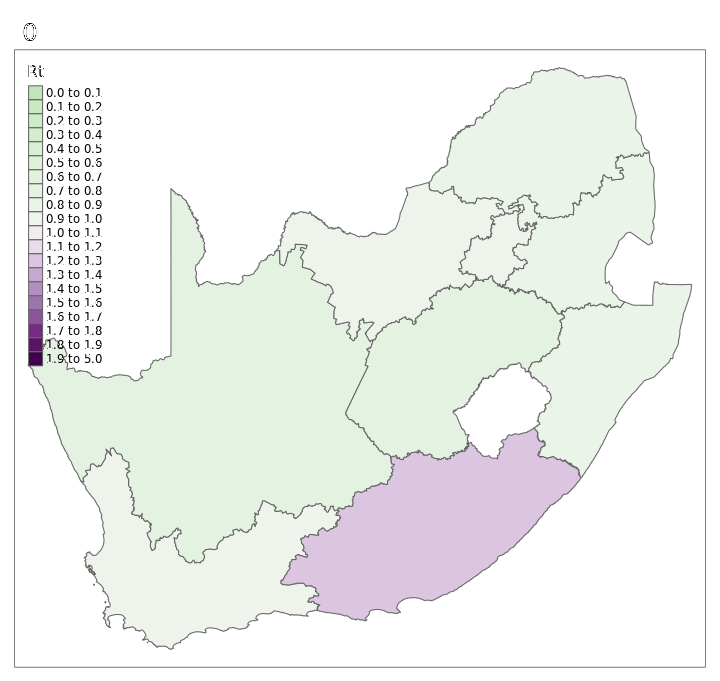 0
Rt
0.0 to 0.1
0.1 to 0.2
0.2 to 0.3
0.3 to 0.4
0.4 to 0.5
0.5 to 0.6
0.6 to 0.7
0.7 to 0.8
0.8 to 0.9
0.9 to 1.0
1.0 to 1.1
1.1 to 1.2
1.2 to 1.3
1.3 to 1.4
1.4 to 1.5
1.5 to 1.6
1.6 to 1.7
1.7 to 1.8
1.8 to 1.9
1.9 to 5.0